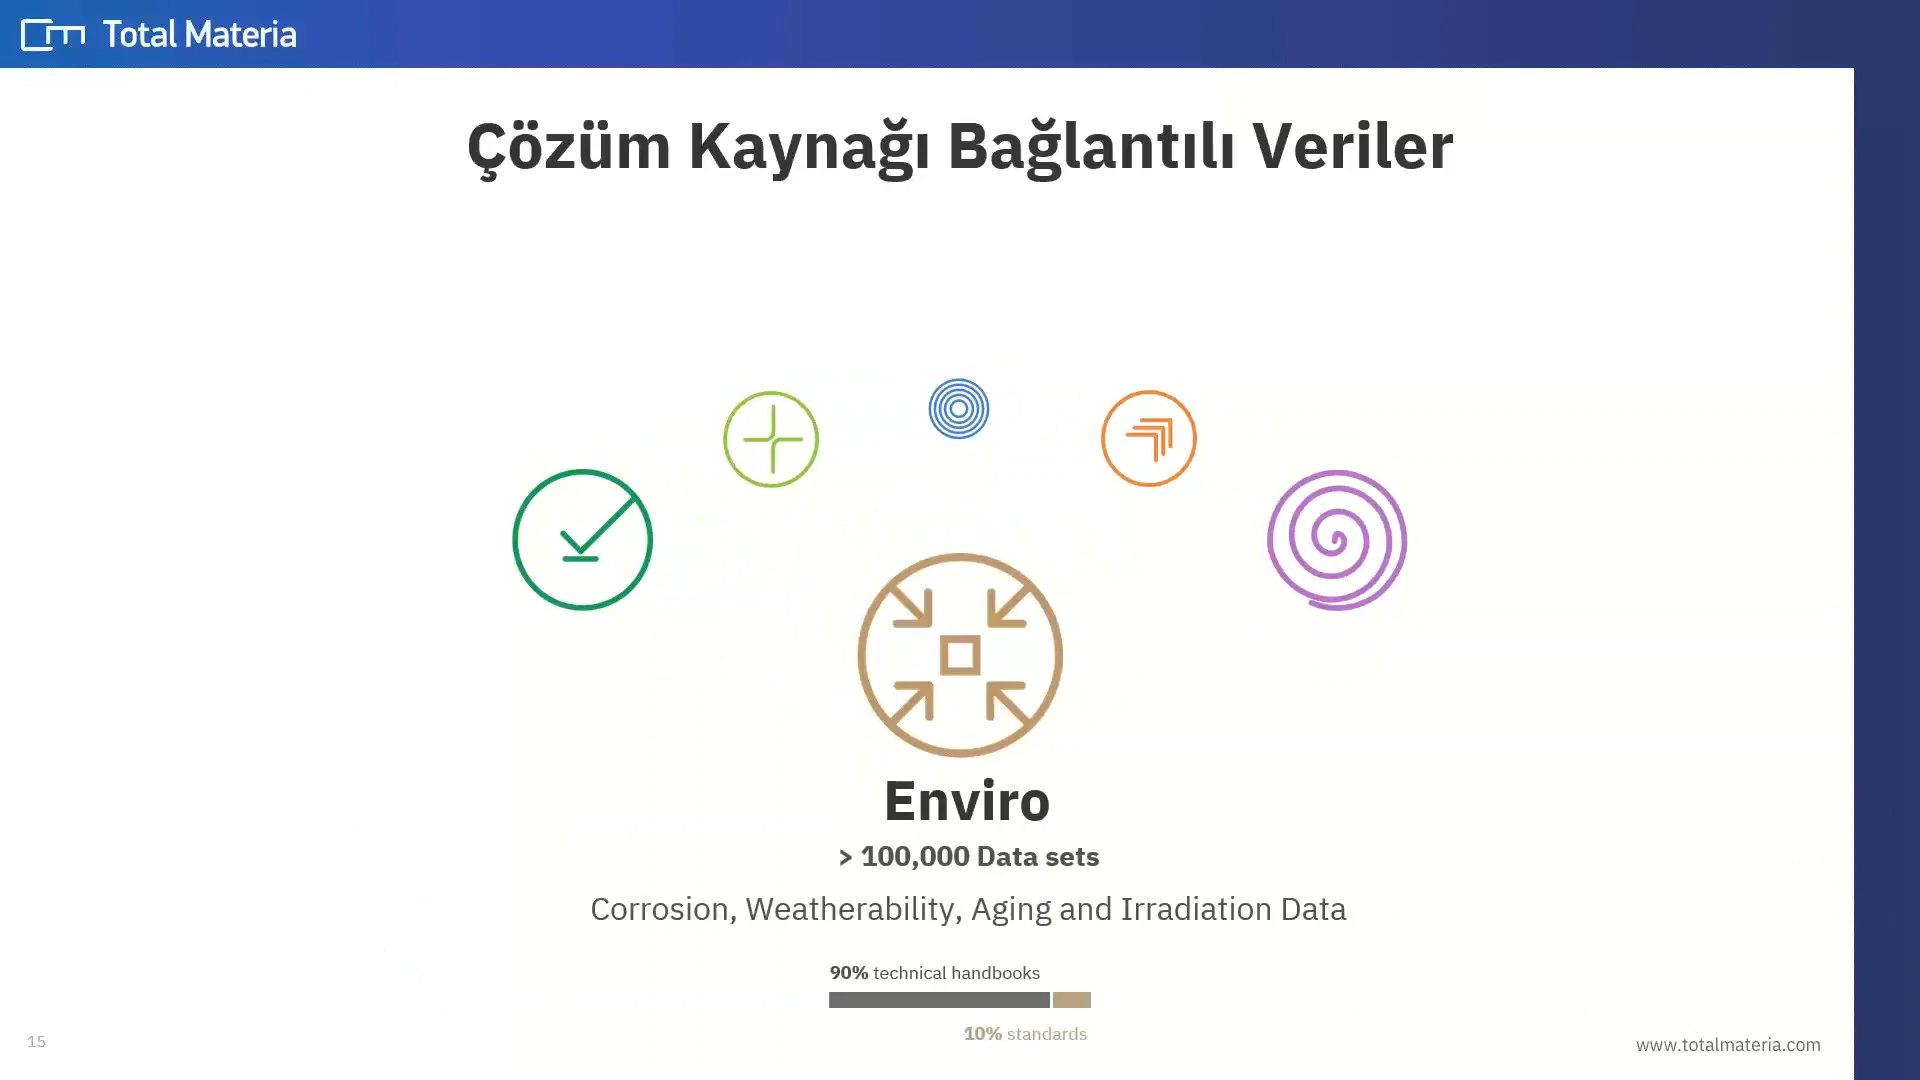 Total Materia
Çözüm Kaynağı Bağlantılı Veriler
Enviro
> 100,000 Data sets
Corrosion, Weatherability, Aging and Irradiation Data
90% technical handbooks
10% standards
15
www.totalmateria.com